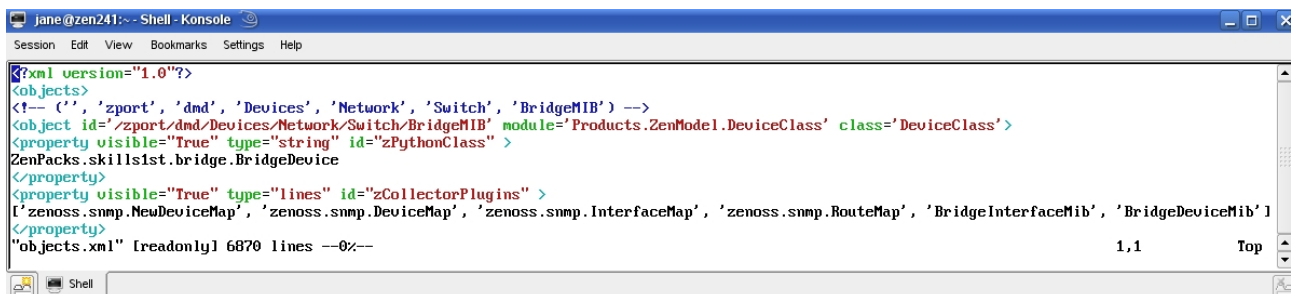 jane@zen241:~ - Shell - Konsole
Session Edit View Bookmarks Settings Help
<?xml version="1.0"?>
<objects>
<!-- ('', 'zport', 'dmd', 'Devices', 'Network', 'Switch', 'BridgeMIB') -->
<object id='/zport/dmd/Devices/Network/Switch/BridgeMIB' module='Products.ZenModel.DeviceClass' class='DeviceClass'>
<property visible="True" type="string" id="zPythonClass" >
ZenPacks.skills1st.bridge.BridgeDevice
</property>
<property visible="True" type="lines" id="zCollectorPlugins" >
['zenoss.snmp.NewDeviceMap', 'zenoss.snmp.DeviceMap', 'zenoss.snmp.InterfaceMap', 'zenoss.snmp.RouteMap', 'BridgeInterfaceMib', 'BridgeDeviceMib']
</property>
"objects.xml" [readonly] 6870 lines --0%-- 1,1 Top
Shell